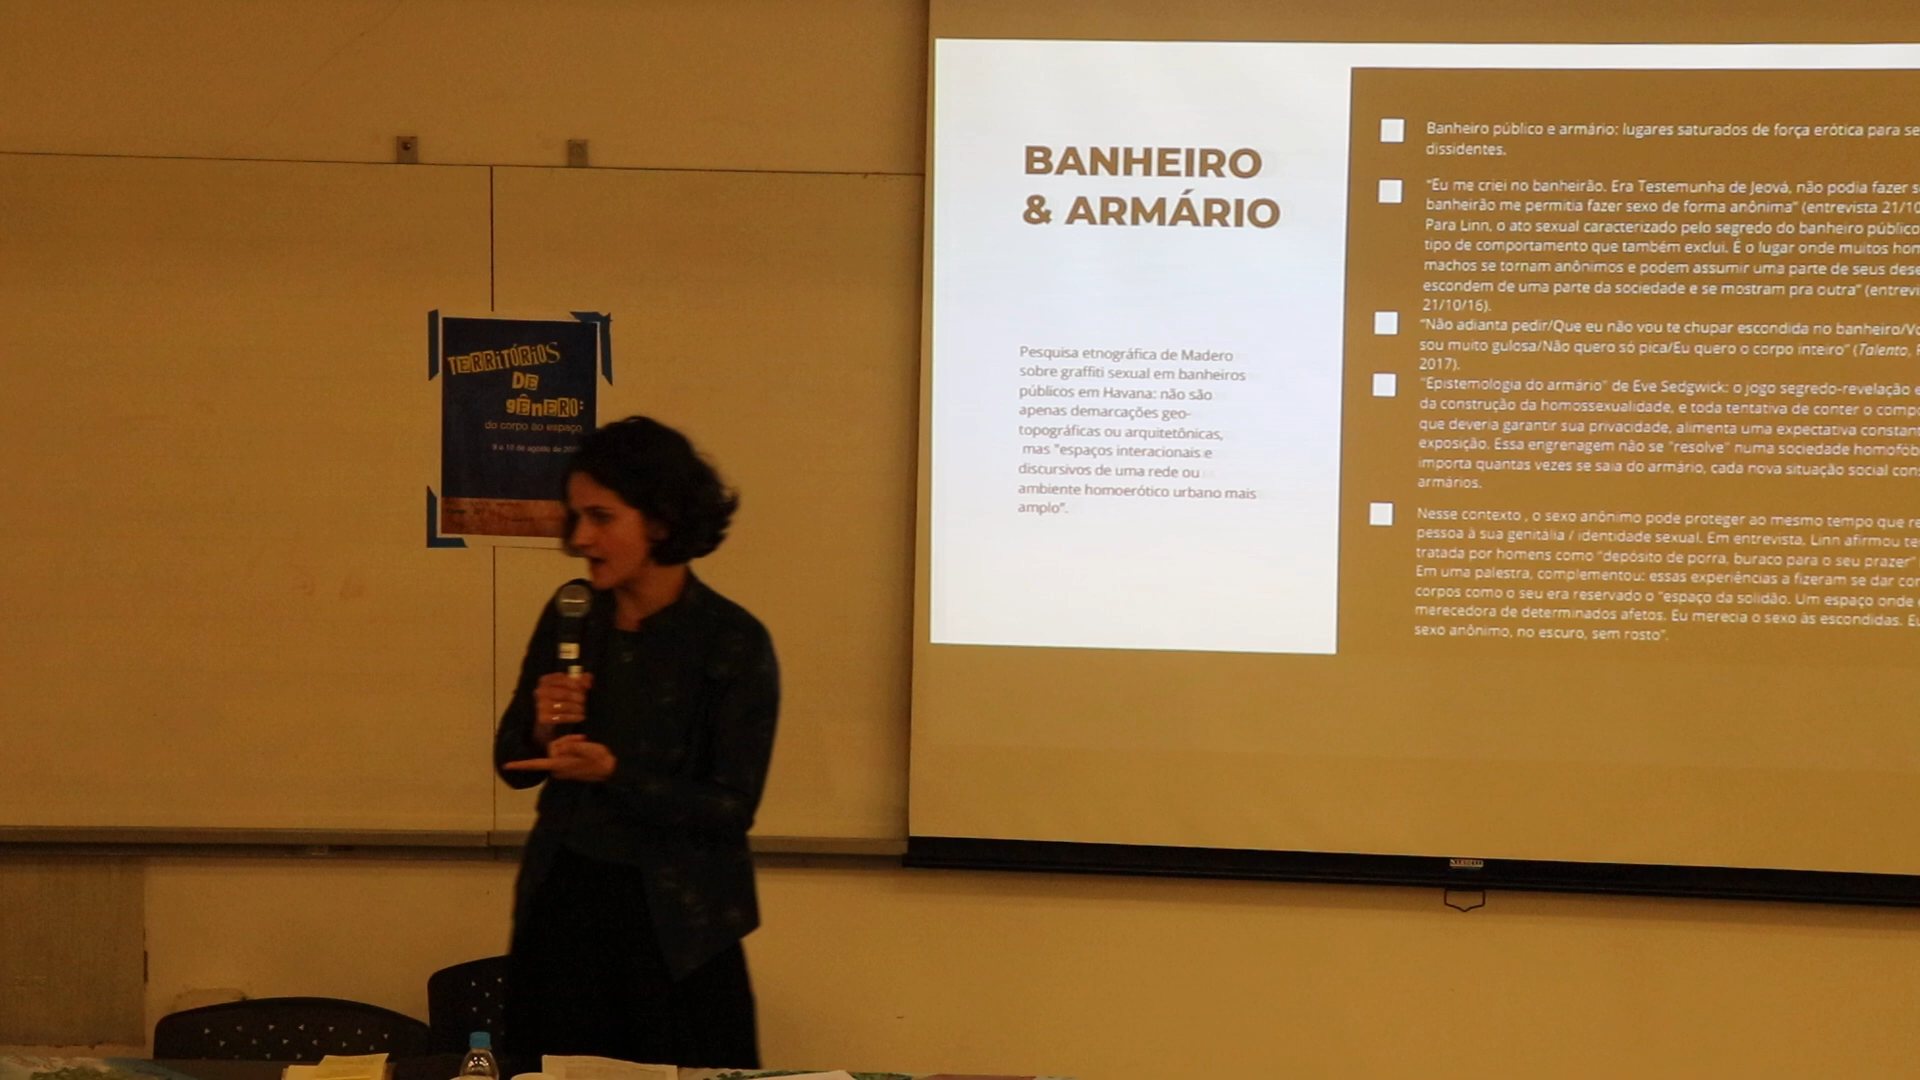 TERRITÓRIOS
DE
gÊnERO:
do corpo ao espaço
9 e 10 de agosto de
BANHEIRO
& ARMÁRIO
Pesquisa etnográfica de Madero
sobre graffiti sexual em banheiros
públicos em Havana: não são
apenas demarcações geo-
topográficas ou arquitetônicas,
mas "espaços interacionais e
discursivos de uma rede ou
ambiente homoerótico urbano mais
amplo".
Banheiro público e armário: lugares saturados de força erótica para
dissidentes.
"Eu me criei no banheirão. Era Testemunha de Jeová, não podia fazer
banheirão me permitia fazer sexo de forma anônima" (entrevista 21/10
Para Linn, o ato sexual caracterizado pelo segredo do banheiro público
tipo de comportamento que também exclui. É o lugar onde muitos
machos se tornam anônimos e podem assumir uma parte de seus
escondem de uma parte da sociedade e se mostram pra outra"
21/10/16).
"Não adianta pedir/Que eu não vou te chupar escondida no banheiro/
sou muito gulosa/Não quero só pica/Eu quero o corpo inteiro" (Talento,
2017).
"Epistemologia do armário" de Eve Sedgwick: o jogo segredo-revelação
da construção da homossexualidade, e toda tentativa de conter o
que deveria garantir sua privacidade, alimenta uma expectativa
exposição. Essa engrenagem não se "resolve" numa sociedade
importa quantas vezes se saia do armário, cada nova situação social
armários.
Nesse contexto , o sexo anônimo pode proteger ao mesmo tempo que
pessoa à sua genitália / identidade sexual. Em entrevista, Linn afirmou
tratada por homens como "depósito de porra, buraco para o seu prazer"
Em uma palestra, complementou: essas experiências a fizeram se dar
corpos como o seu era reservado o "espaço da solidão. Um espaço onde
merecedora de determinados afetos. Eu merecia o sexo às escondidas.
sexo anônimo, no escuro, sem rosto".